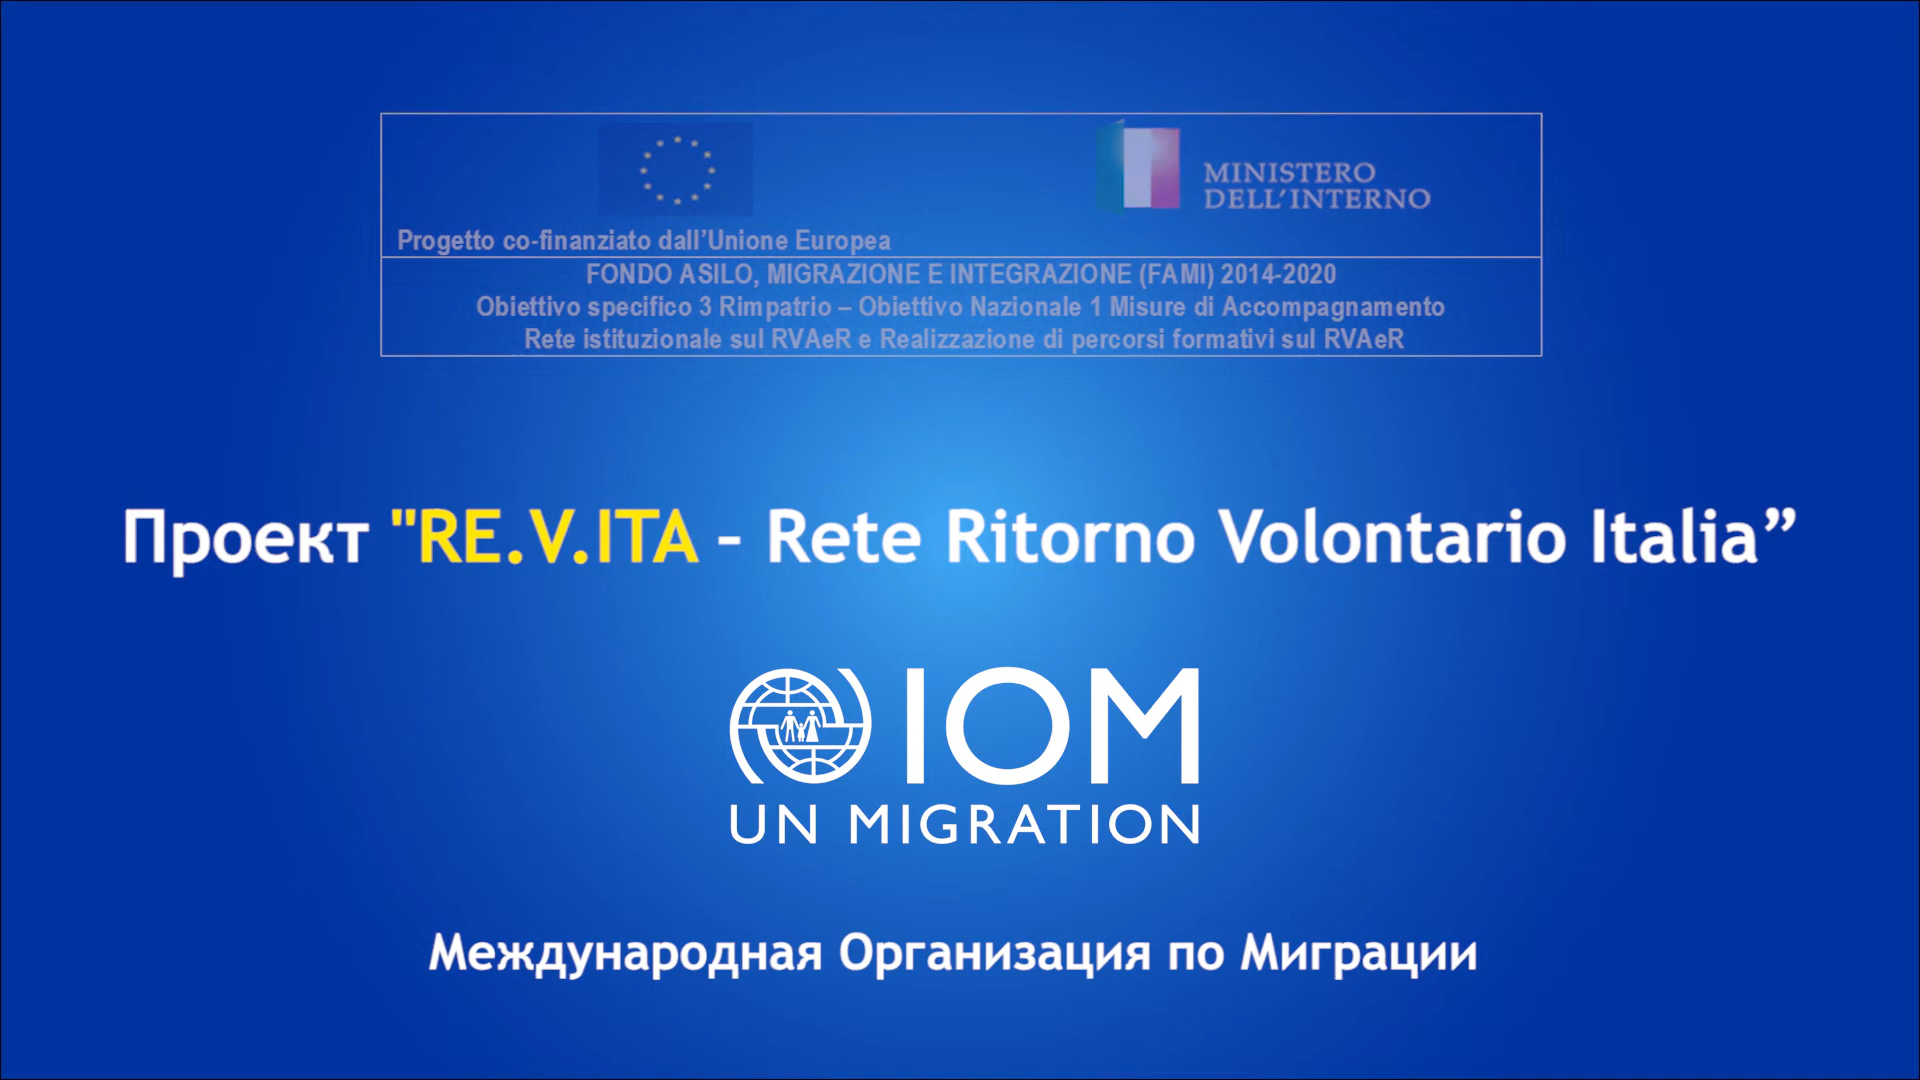 MINISTERO
DELL'INTERNO
Progetto co-finanziato dall’Unione Europea
FONDO ASILO, MIGRAZIONE E INTEGRAZIONE (FAMI) 2014-2020
Obiettivo specifico 3 Rimpatrio – Obiettivo Nazionale 1 Misure di Accompagnamento
Rete istituzionale sul RVAeR e Realizzazione di percorsi formativi sul RVAeR
Проект "RE.V.ITA – Rete Ritorno Volontario Italia”
IOM
UN MIGRATION
Международная Организация по Миграции